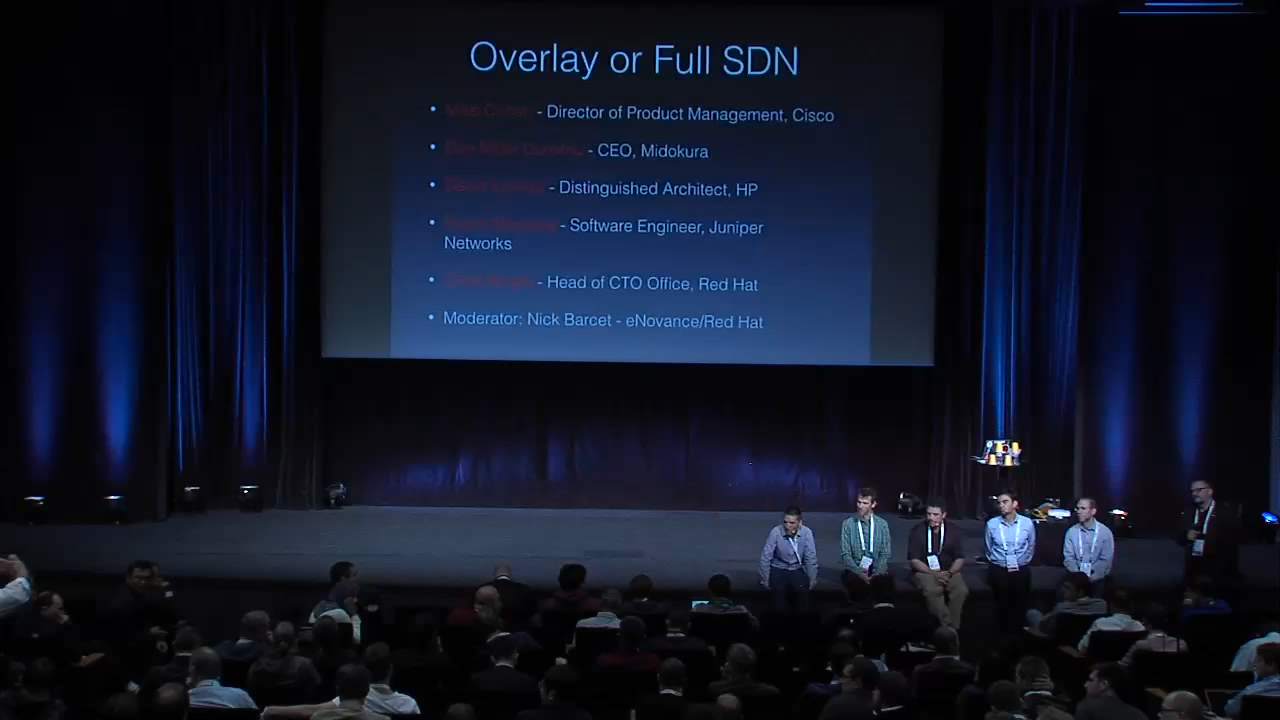 Overlay or Full SDN
• - Director of Product Management, Cisco
• - CEO, Midokura
• - Distinguished Architect, HP
• - Software Engineer, Juniper
Networks
• - Head of CTO Office, Red Hat
• Moderator: Nick Barcet - eNovance/Red Hat